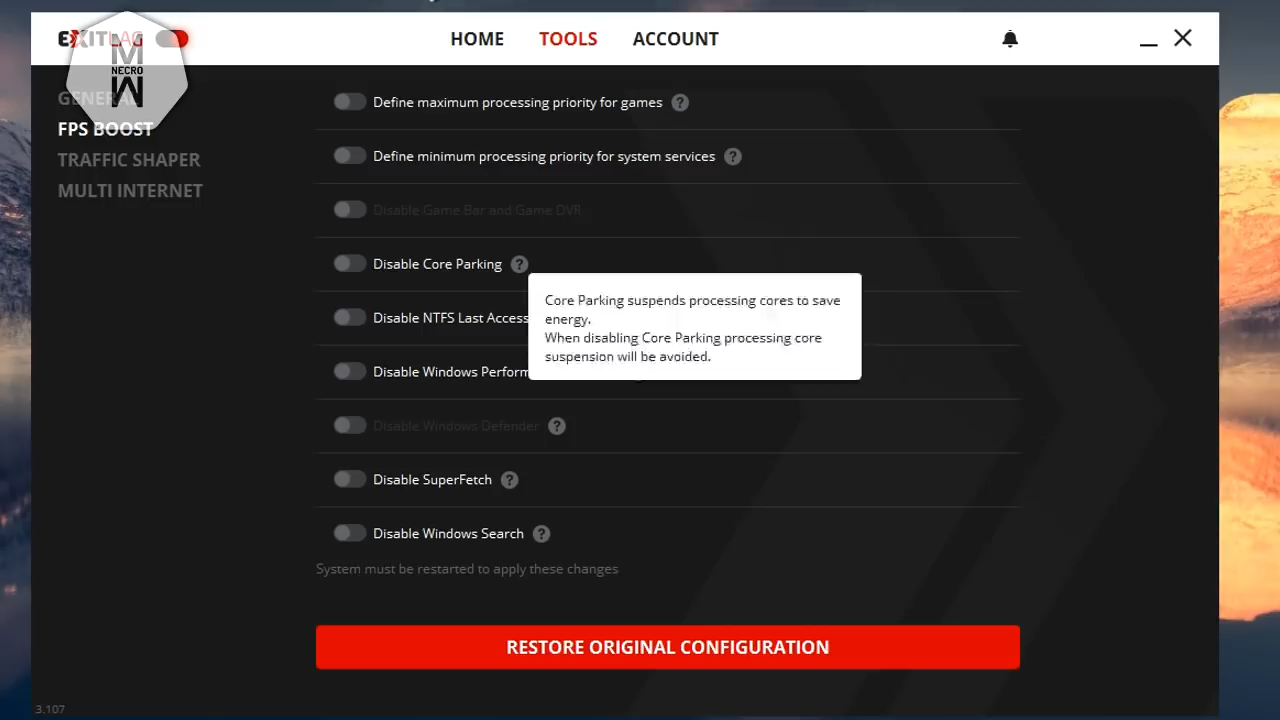 EXITLAG
M
NECRO
W
HOME
TOOLS
ACCOUNT
GENERAL
FPS BOOST
TRAFFIC SHAPER
MULTI INTERNET
Define maximum processing priority for games ?
Define minimum processing priority for system services ?
Disable Game Bar and Game DVR
Disable Core Parking ?
Core Parking suspends processing cores to save
energy.
When disabling Core Parking processing core
suspension will be avoided.
Disable NTFS Last Access
Disable Windows Perform
Disable Windows Defender ?
Disable SuperFetch ?
Disable Windows Search ?
System must be restarted to apply these changes
RESTORE ORIGINAL CONFIGURATION
3.107